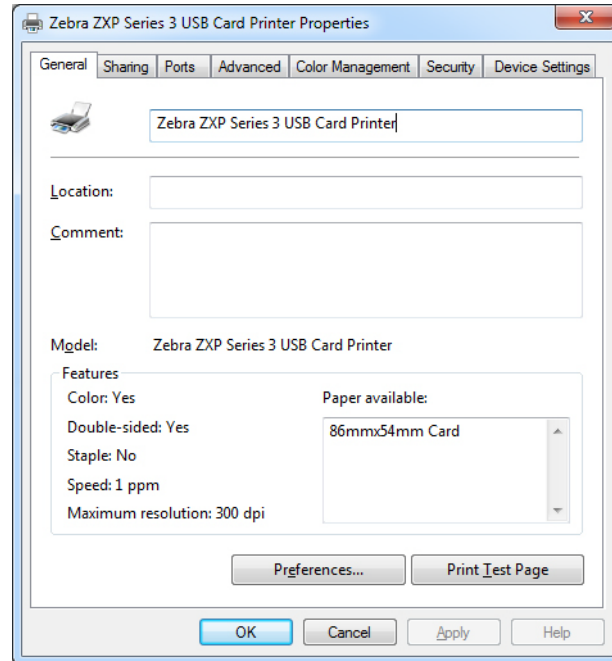 Zebra ZXP Series 3 USB Card Printer Properties
General Sharing Ports Advanced Color Management Security Device Settings
Zebra ZXP Series 3 USB Card Printer
Location:
Comment:
Model: Zebra ZXP Series 3 USB Card Printer
Features
Color: Yes Paper available:
Double-sided: Yes 86mmx54mm Card
Staple: No
Speed: 1 ppm
Maximum resolution: 300 dpi
Preferences... Print Test Page
OK Cancel Apply Help